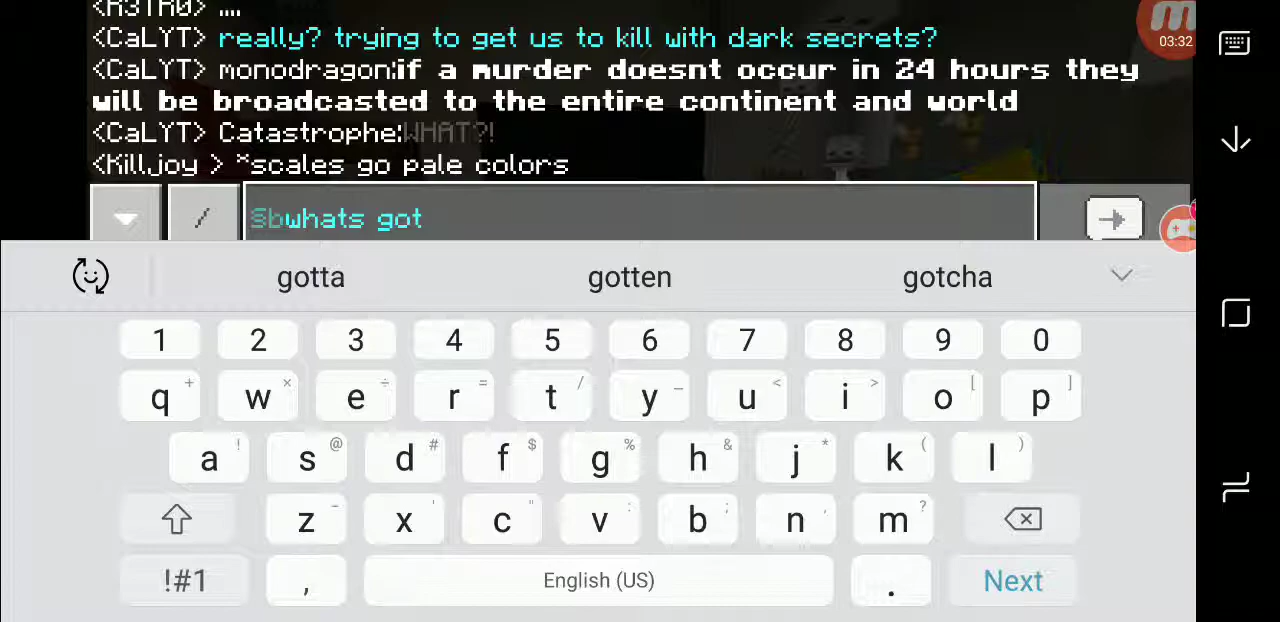 <R3TR0> ....
<CaLYT> really? trying to get us to kill with dark secrets?
03:32
<CaLYT> monodragon:if a murder doesnt occur in 24 hours they
will be broadcasted to the entire continent and world
<CaLYT> Catastrophe:WHAT?!
<Killjoy > *scales go pale colors
/ §bwhats got
gotta gotten gotcha
1 2 3 4 5 6 7 8 9 0
q + w × e ÷ r = t / y _ u < i > o [ p ]
a ! s @ d # f $ g % h & j * k ( l )
z - x ' c " v : b ; n , m ?
!#1 , English (US) . Next